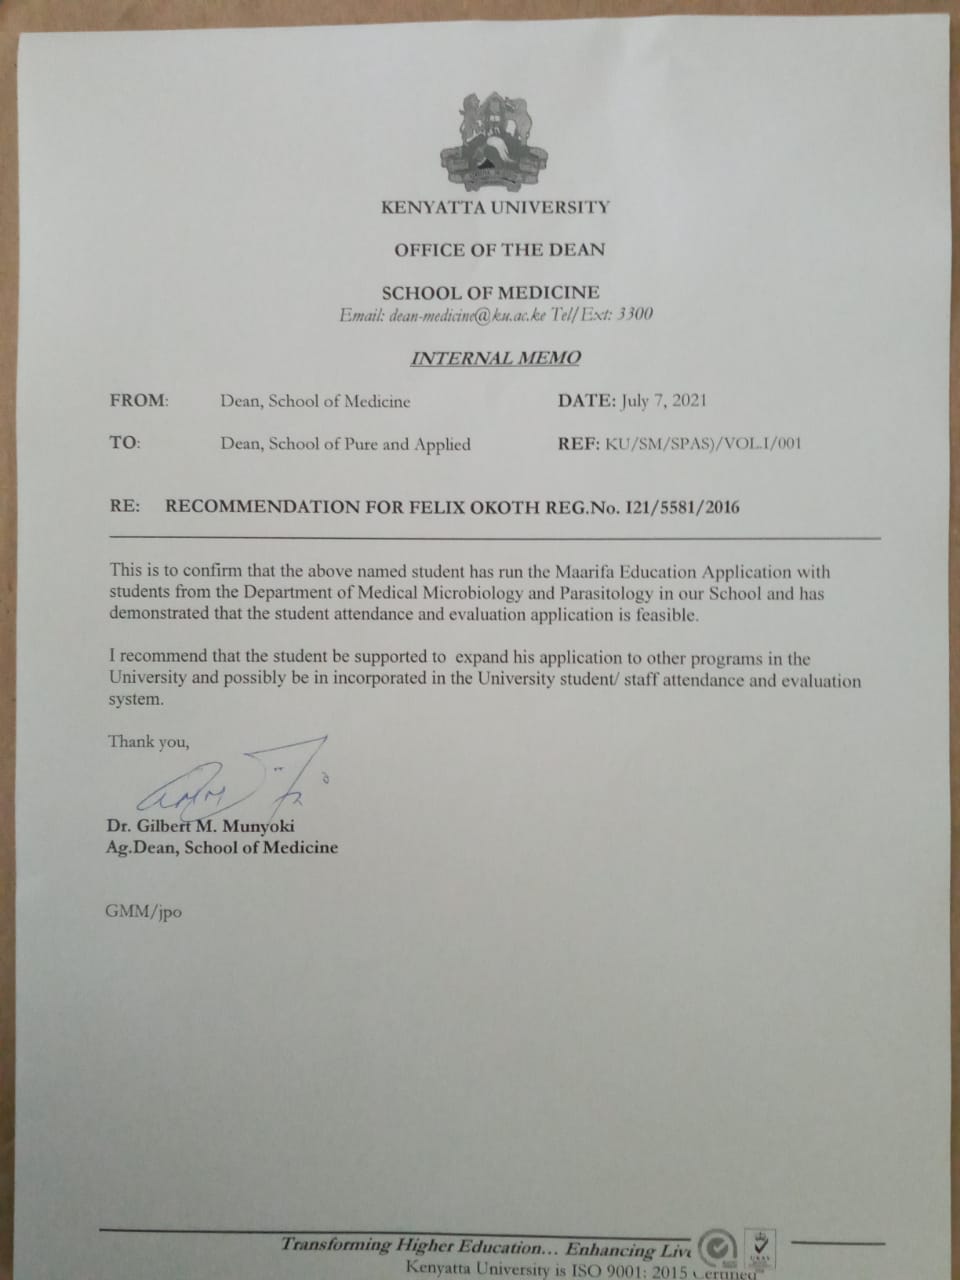 KENYATTA UNIVERSITY
OFFICE OF THE DEAN
SCHOOL OF MEDICINE
Email: dean-medicine@ku.ac.ke Tel/Ext: 3300
INTERNAL MEMO
FROM: Dean, School of Medicine DATE: July 7, 2021
TO: Dean, School of Pure and Applied REF: KU/SM/SPAS)/VOL.I/001
RE: RECOMMENDATION FOR FELIX OKOTH REG.No. I21/5581/2016
This is to confirm that the above named student has run the Maarifa Education Application with
students from the Department of Medical Microbiology and Parasitology in our School and has
demonstrated that the student attendance and evaluation application is feasible.
I recommend that the student be supported to expand his application to other programs in the
University and possibly be in incorporated in the University student/ staff attendance and evaluation
system.
Thank you,
Dr. Gilbert M. Munyoki
Ag.Dean, School of Medicine
GMM/jpo
Transforming Higher Education... Enhancing
Kenyatta University is ISO 9001: 2015 Certified